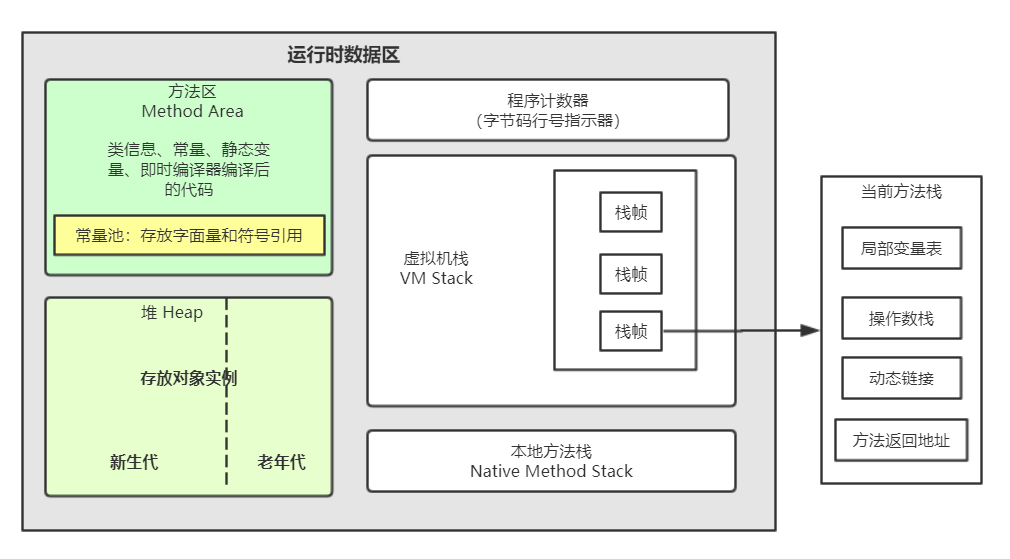 运行时数据区
方法区
Method Area
类信息、常量、静态变
量、即时编译器编译后
的代码
常量池：存放字面量和符号引用
堆 Heap
存放对象实例
新生代
老年代
程序计数器
（字节码行号指示器）
虚拟机栈
VM Stack
栈帧
栈帧
栈帧
本地方法栈
Native Method Stack
当前方法栈
局部变量表
操作数栈
动态链接
方法返回地址